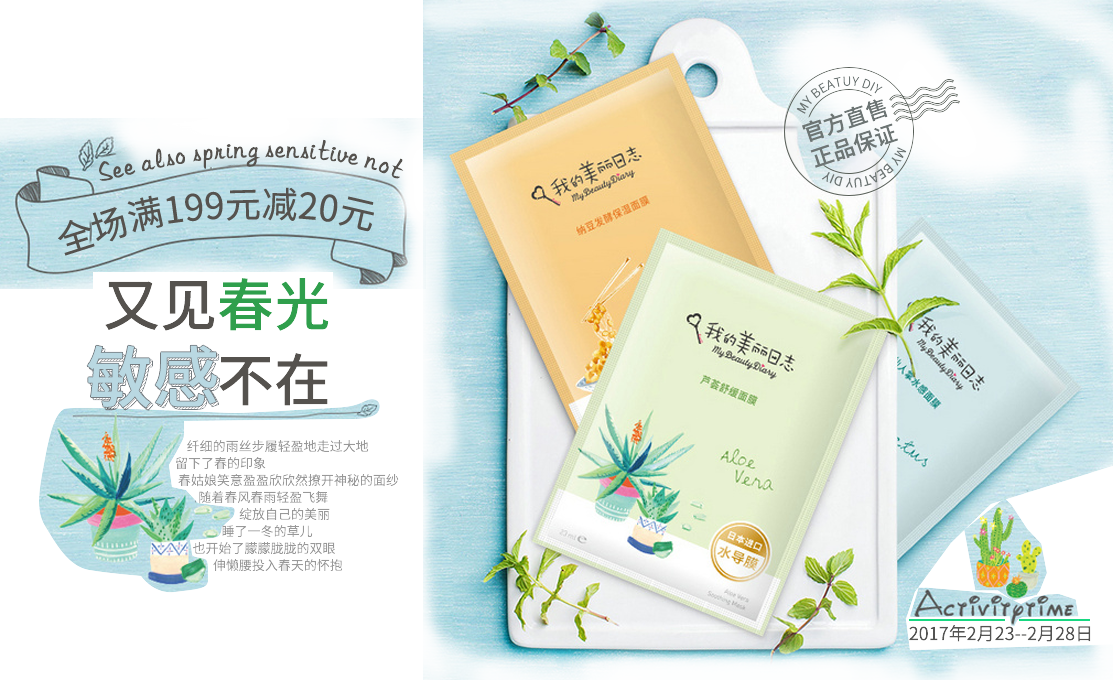 See also spring sensitive not
全场满199元减20元
又见春光
敏感不在
纤细的雨丝步履轻盈地走过大地
留下了春的印象
春姑娘笑意盈盈欣欣然撩开神秘的面纱
随着春风春雨轻盈飞舞
绽放自己的美丽
睡了一冬的草儿
也开始了朦朦胧胧的双眼
伸懒腰投入春天的怀抱
MY BEATUY DIY
官方直售
正品保证
MY BEATUY DIY
我的美丽日志
My Beauty Diary
纳豆发酵保湿面膜
我的美丽日志
My Beauty Diary
芦荟舒缓面膜
Aloe
Vera
日本进口
水导膜
23 ml
Aloe Vera
Soothing Mask
我的美丽日志
My Beauty Diary
人掌水感面膜
ctus
Activitytime
2017年2月23--2月28日